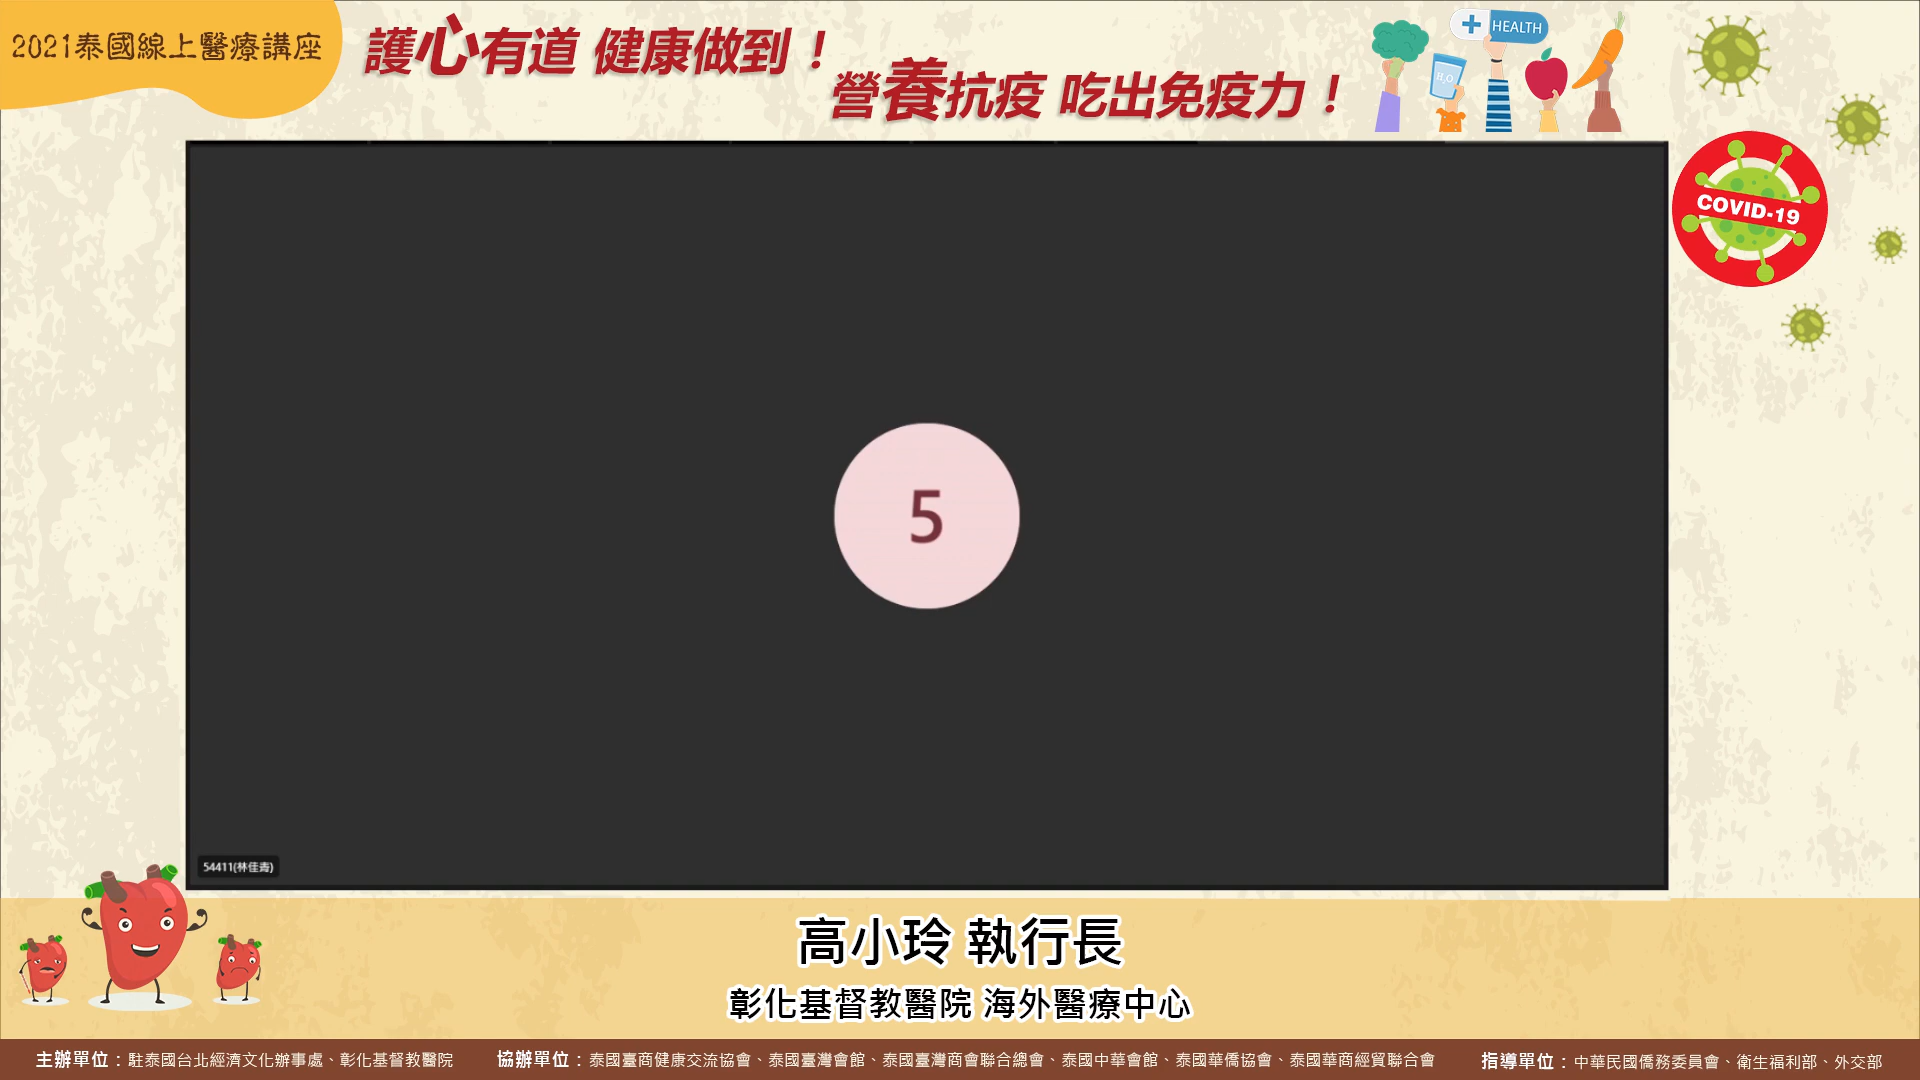 2021泰國線上醫療講座
護心有道 健康做到！
營養抗疫 吃出免疫力！
HEALTH
H₂O
COVID-19
5
54411(林佳青)
高小玲 執行長
彰化基督教醫院 海外醫療中心
主辦單位：駐泰國台北經濟文化辦事處、彰化基督教醫院
協辦單位：泰國臺商健康交流協會、泰國臺灣會館、泰國臺灣商會聯合總會、泰國中華會館、泰國華僑協會、泰國華商經貿聯合會
指導單位：中華民國僑務委員會、衛生福利部、外交部